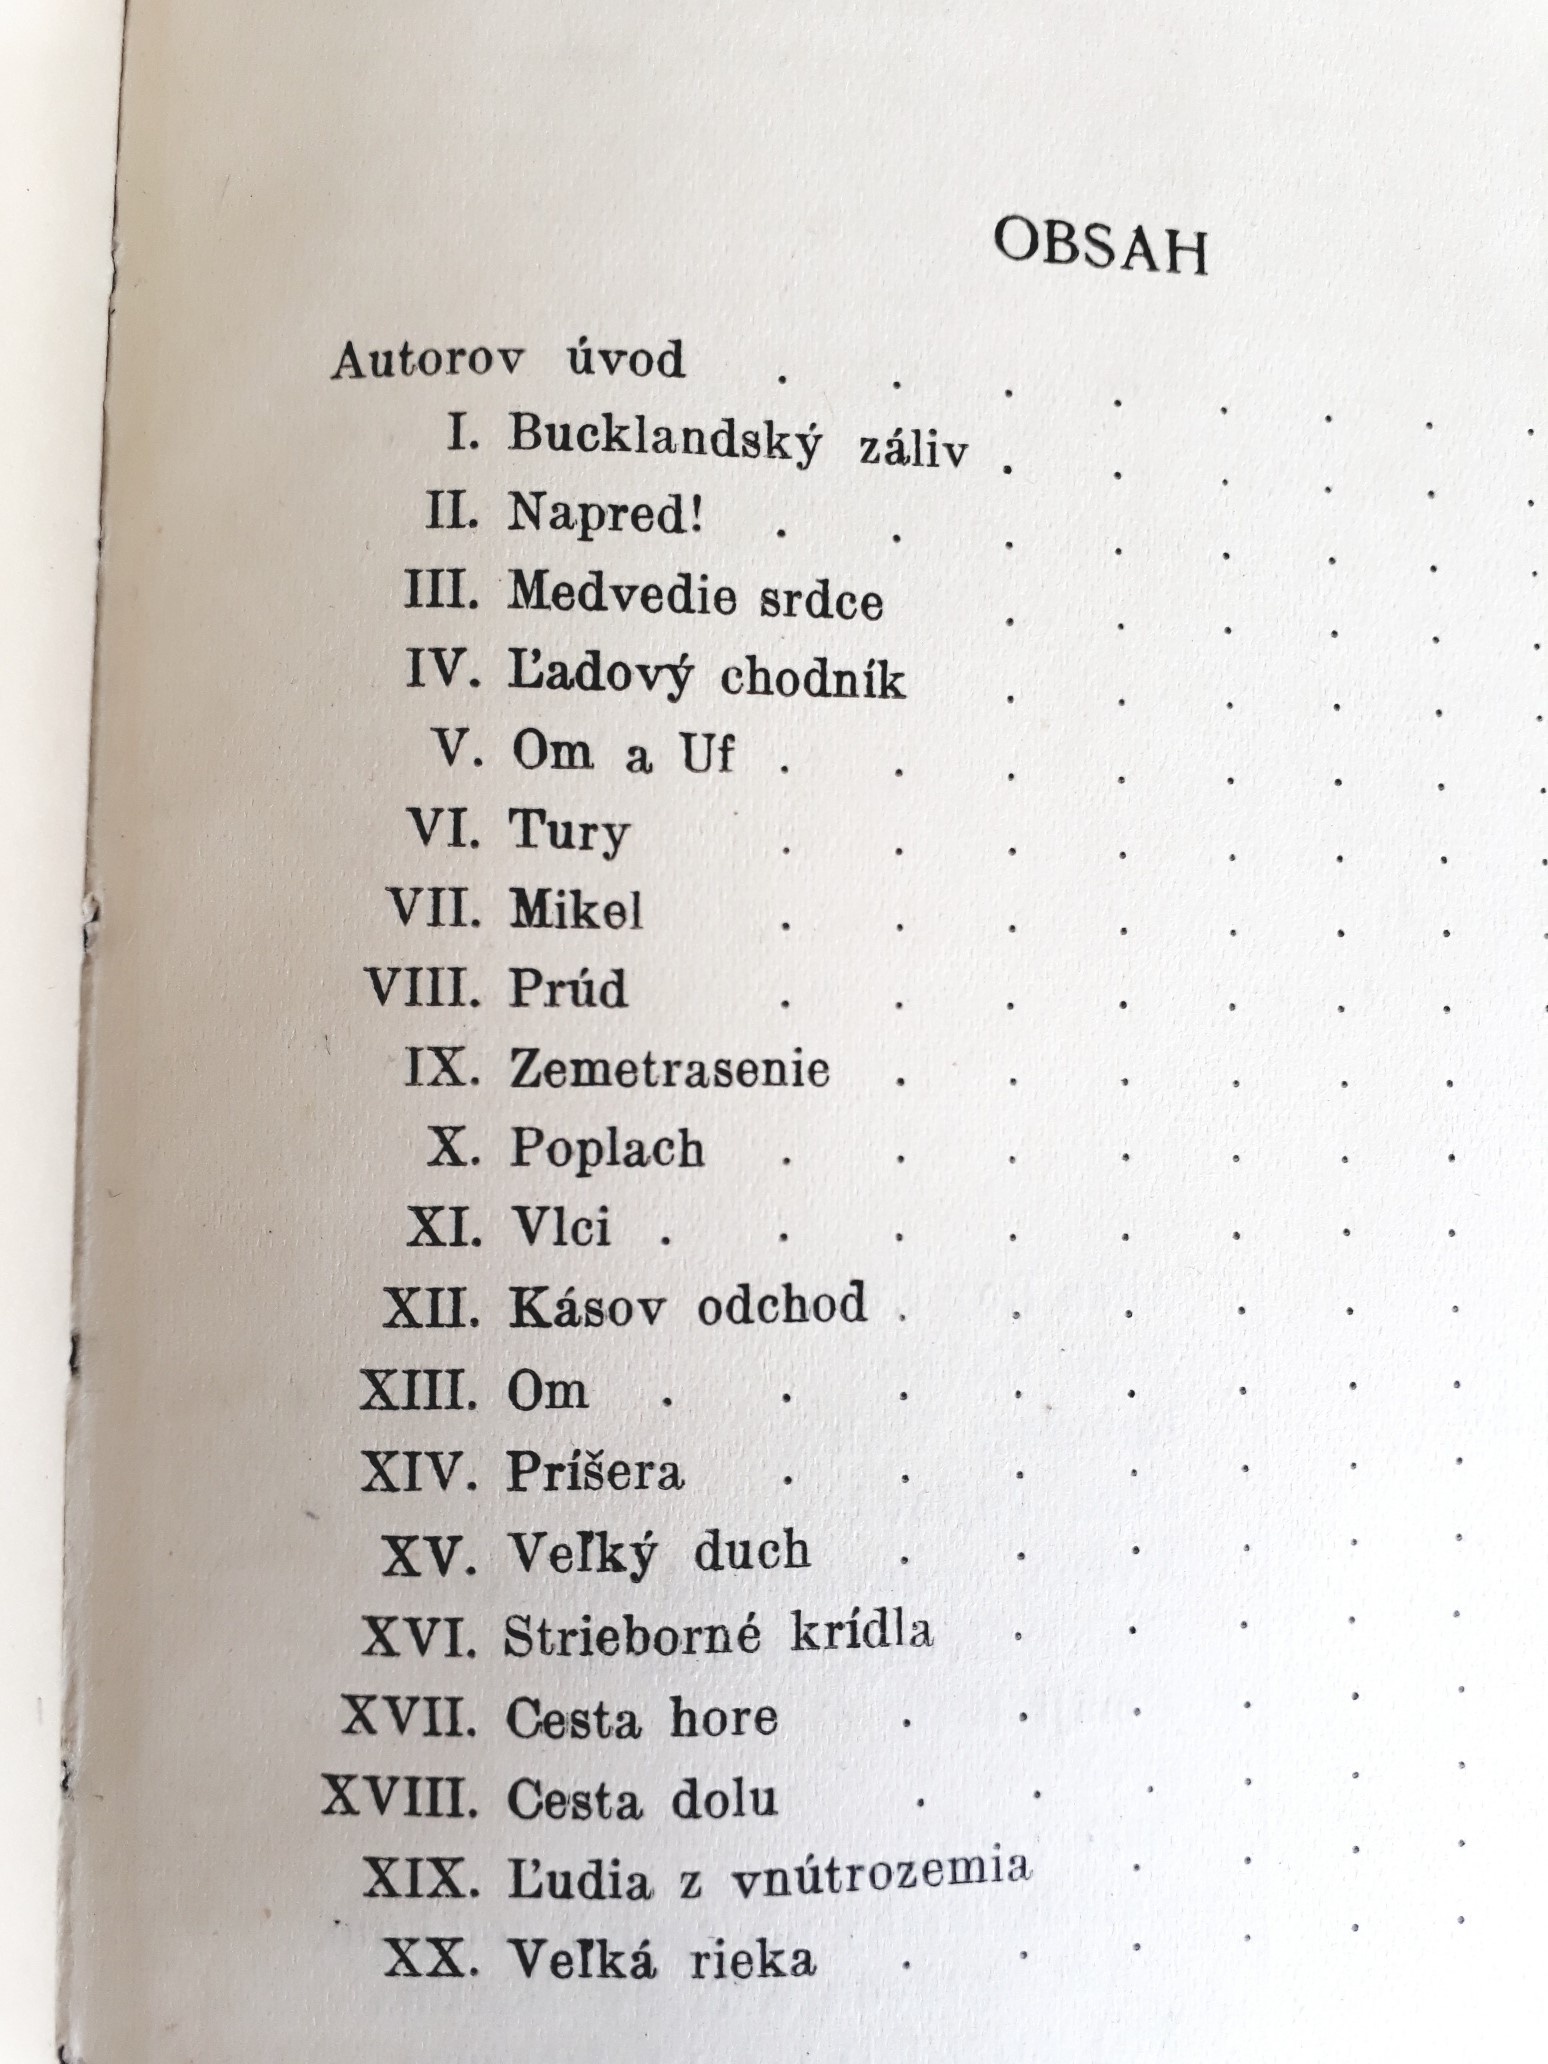 OBSAH
Autorov úvod . . . . . . . .
I. Bucklandský záliv . . . . . .
II. Napred! . . . . . . . .
III. Medvedie srdce . . . . . .
IV. Ľadový chodník . . . . . .
V. Om a Uf . . . . . . . .
VI. Tury . . . . . . . .
VII. Mikel . . . . . . . .
VIII. Prúd . . . . . . . .
IX. Zemetrasenie . . . . . .
X. Poplach . . . . . . .
XI. Vlci . . . . . . . .
XII. Kásov odchod . . . . . .
XIII. Om . . . . . . . .
XIV. Príšera . . . . . . .
XV. Veľký duch . . . . . .
XVI. Strieborné krídla . . . . .
XVII. Cesta hore . . . . . .
XVIII. Cesta dolu . . . . . .
XIX. Ľudia z vnútrozemia . . . .
XX. Veľká rieka . . . . . .